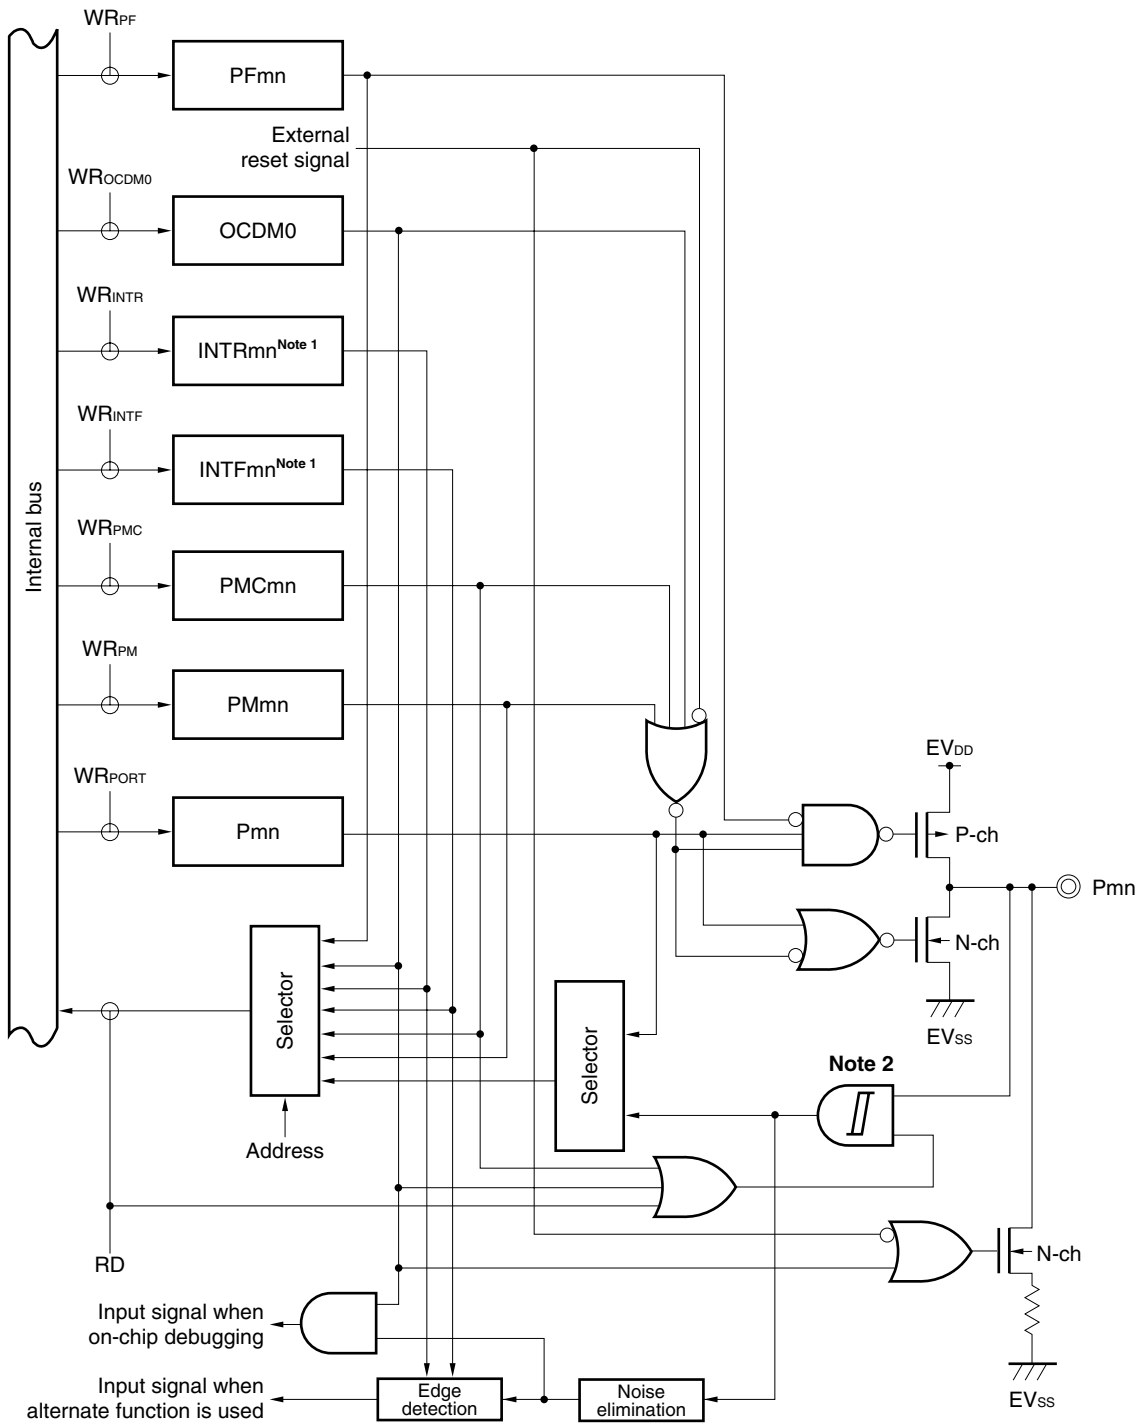 WRPF
PFmn
External
reset signal
WROCDM0
OCDM0
WRINTR
INTRmnNote 1
WRINTF
INTFmnNote 1
Internal bus
WRPMC
PMCmn
WRPM
PMmn
WRPORT
Pmn
EVDD
P-ch
Pmn
N-ch
EVSS
Selector
Selector
Note 2
Address
RD
N-ch
Input signal when
on-chip debugging
Input signal when
alternate function is used
Edge
detection
Noise
elimination
EVSS